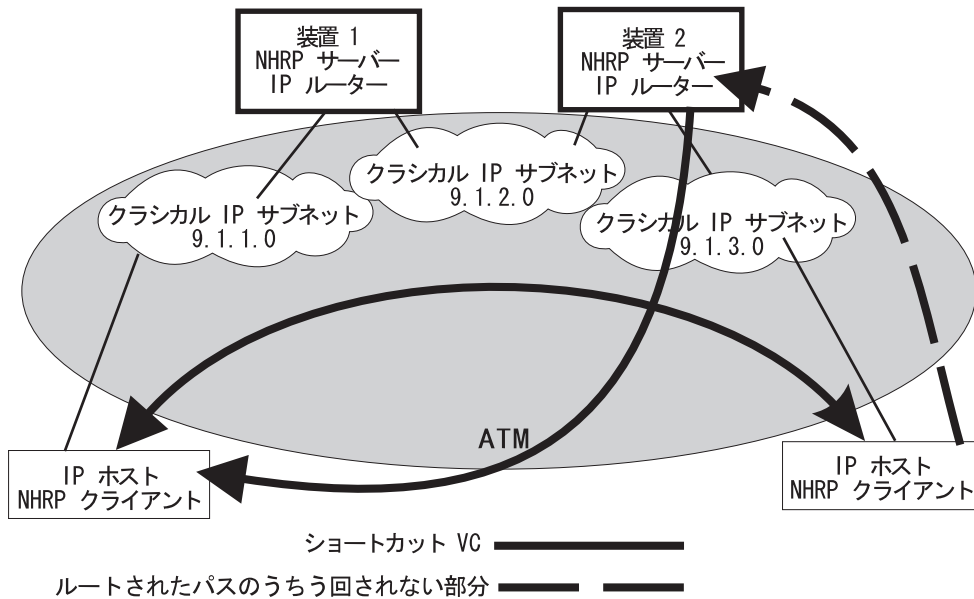 装置 1
NHRP サーバー
IP ルーター
装置 2
NHRP サーバー
IP ルーター
クラシカル IP サブネット
9.1.1.0
クラシカル IP サブネット
9.1.2.0
クラシカル IP サブネット
9.1.3.0
ATM
IP ホスト
NHRP クライアント
IP ホスト
NHRP クライアント
ショートカット VC
ルートされたパスのうちう回されない部分